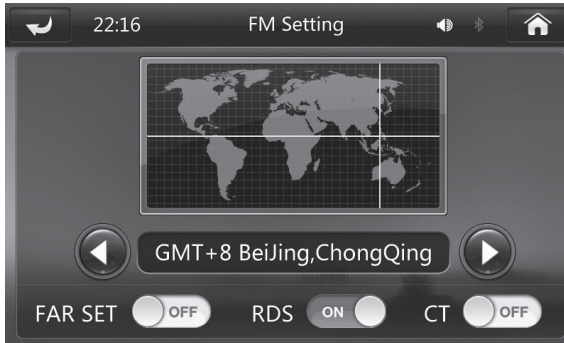 22:16 FM Setting
GMT+8 BeiJing,ChongQing
FAR SET OFF RDS ON CT OFF